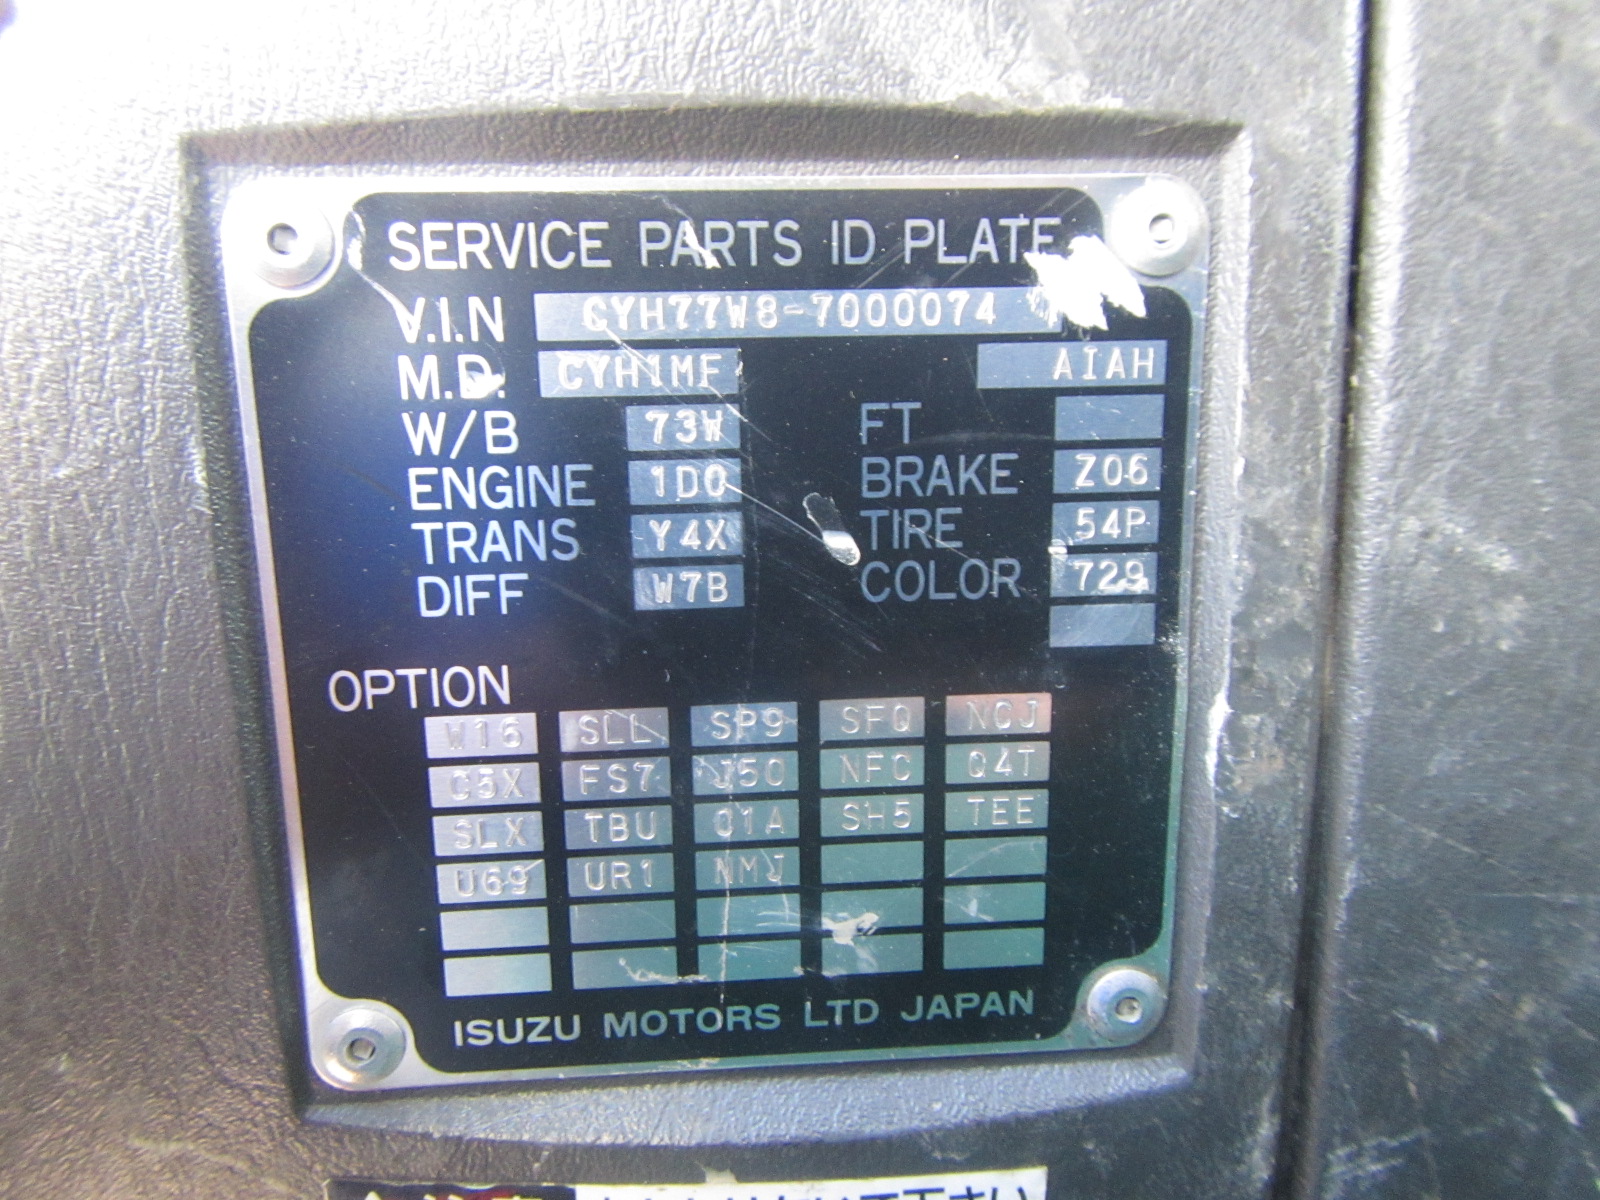 SERVICE PARTS ID PLATE
V.I.N CYH77W8-7000074
M.D. CYH1MF AIAH
W/B 73W FT
ENGINE 1D0 BRAKE Z06
TRANS Y4X TIRE 54P
DIFF W7B COLOR 729
OPTION
W16 SLL SP9 SFQ NCJ
C5X FS7 J50 NFC Q4T
SLX TBU 01A SH5 TEE
U69 UR1 NMJ
ISUZU MOTORS LTD JAPAN